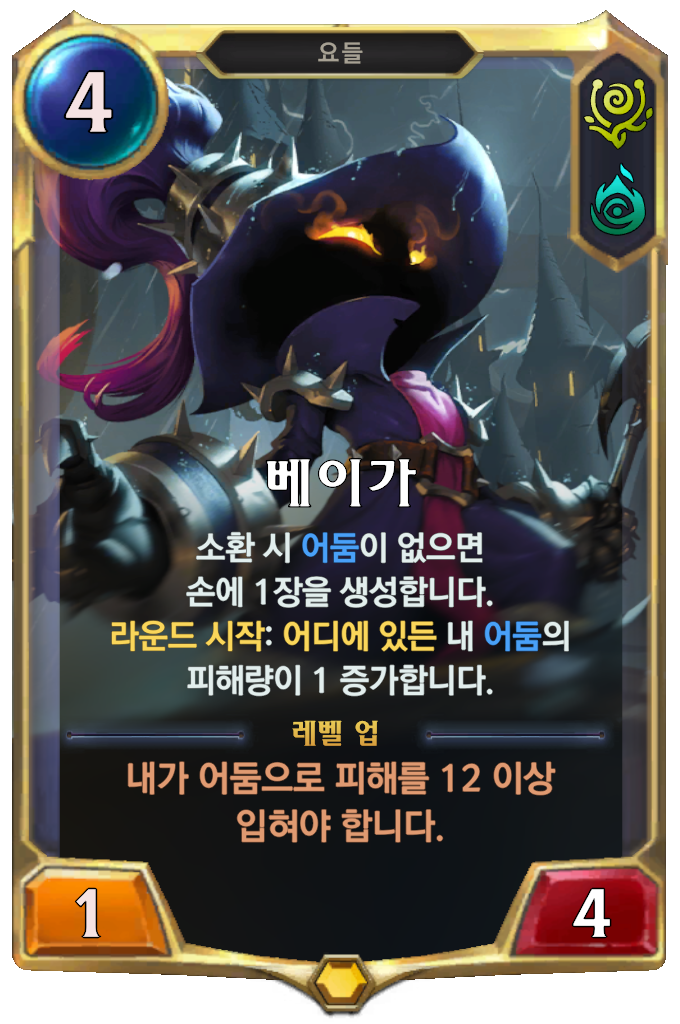 4
요들
베이가
소환 시 어둠이 없으면
손에 1장을 생성합니다.
라운드 시작: 어디에 있든 내 어둠의
피해량이 1 증가합니다.
레벨 업
내가 어둠으로 피해를 12 이상
입혀야 합니다.
1
4